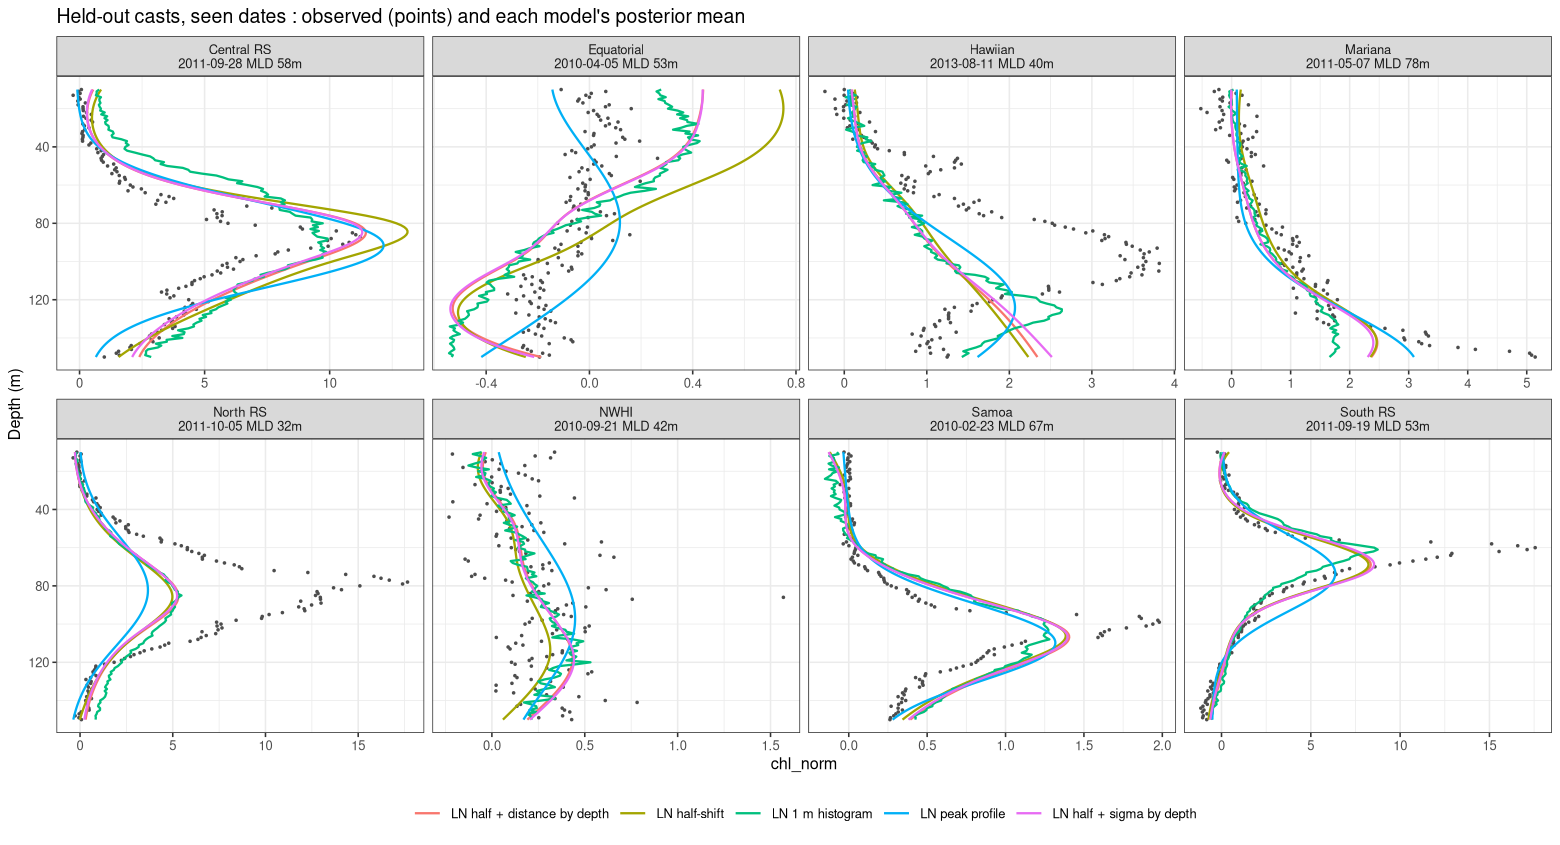 Held-out casts, seen dates : observed (points) and each model's posterior mean
Central RS
2011-09-28 MLD 58m
Equatorial
2010-04-05 MLD 53m
Hawiian
2013-08-11 MLD 40m
Mariana
2011-05-07 MLD 78m
40
80
120
0 5 10
-0.4 0.0 0.4 0.8
0 1 2 3 4
0 1 2 3 4 5
Depth (m)
North RS
2011-10-05 MLD 32m
NWHI
2010-09-21 MLD 42m
Samoa
2010-02-23 MLD 67m
South RS
2011-09-19 MLD 53m
40
80
120
0 5 10 15
0.0 0.5 1.0 1.5
0.0 0.5 1.0 1.5 2.0
0 5 10 15
chl_norm
LN half + distance by depth LN half-shift LN 1 m histogram LN peak profile LN half + sigma by depth